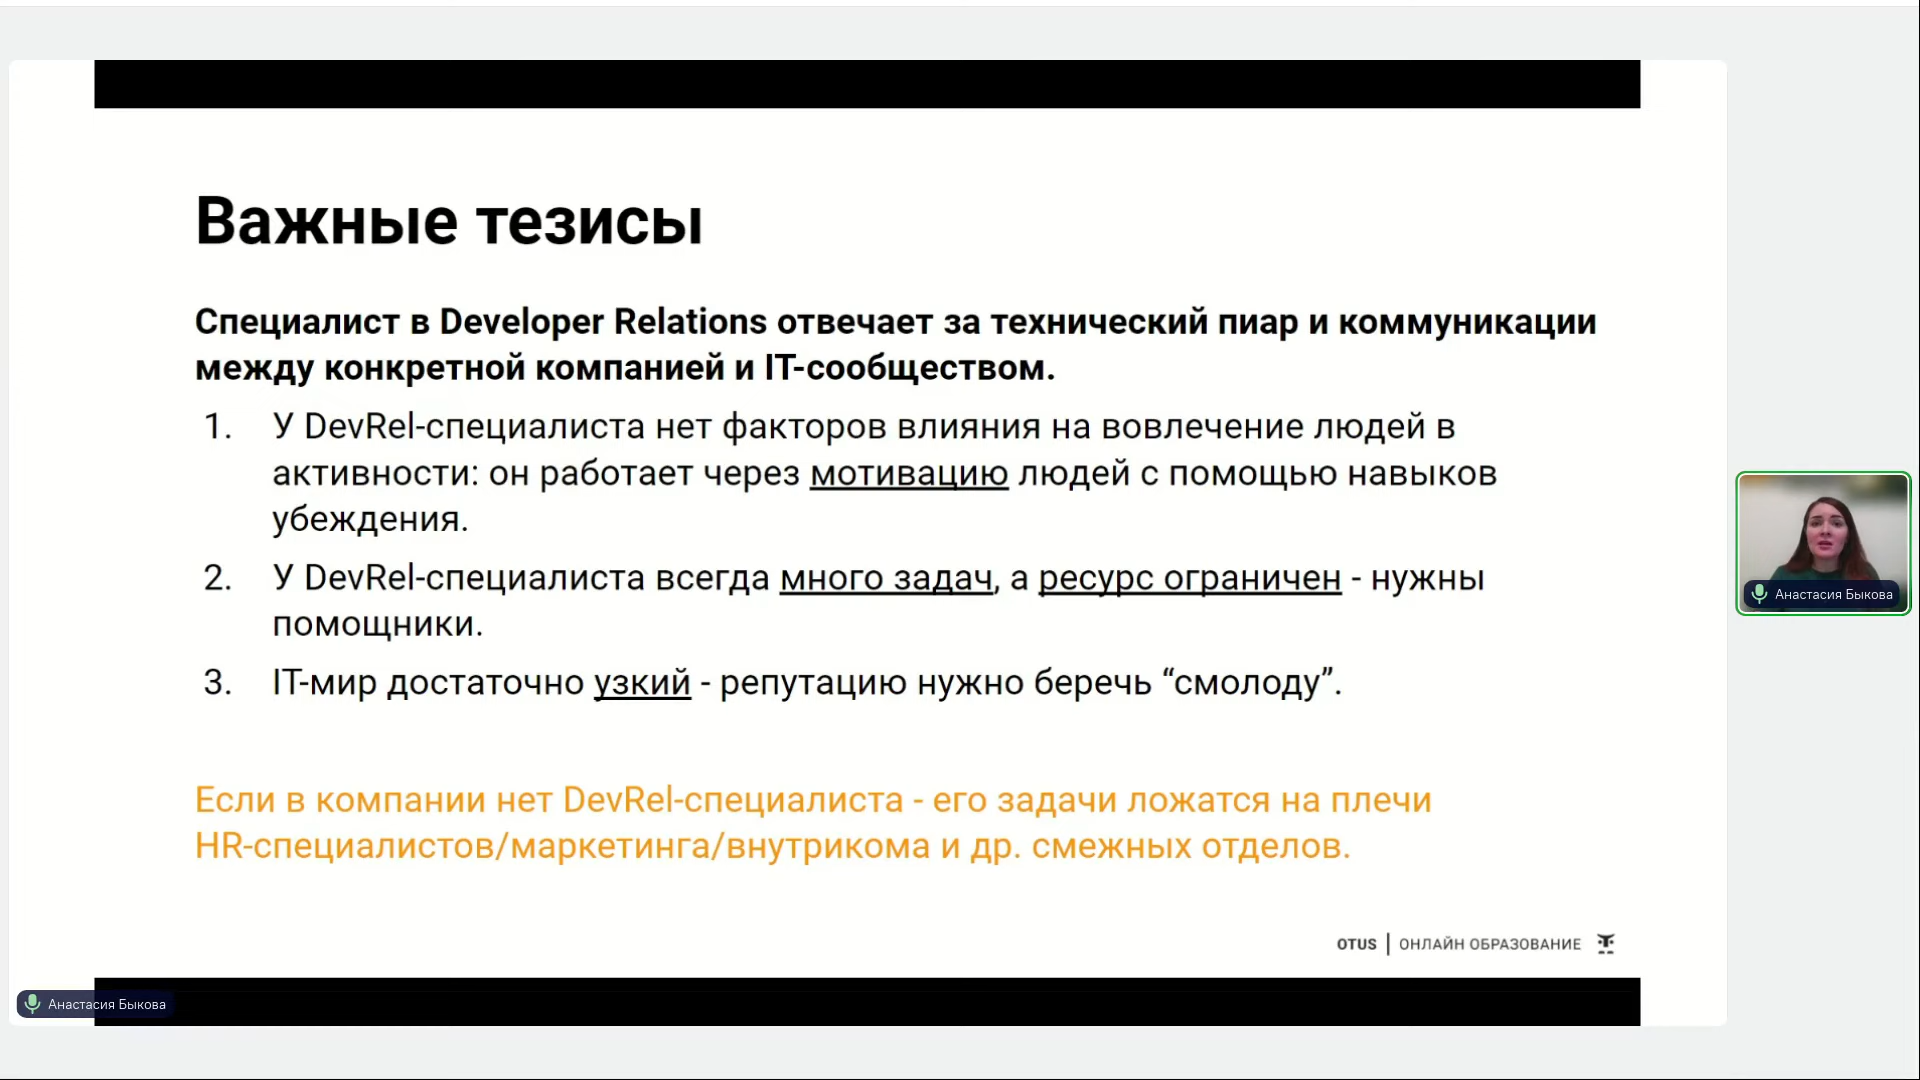 Важные тезисы
Специалист в Developer Relations отвечает за технический пиар и коммуникации
между конкретной компанией и IT-сообществом.
1. У DevRel-специалиста нет факторов влияния на вовлечение людей в
активности: он работает через мотивацию людей с помощью навыков
убеждения.
2. У DevRel-специалиста всегда много задач, а ресурс ограничен - нужны
помощники.
3. IT-мир достаточно узкий - репутацию нужно беречь “смолоду”.
Если в компании нет DevRel-специалиста - его задачи ложатся на плечи
HR-специалистов/маркетинга/внутрикома и др. смежных отделов.
OTUS | ОНЛАЙН ОБРАЗОВАНИЕ
Анастасия Быкова
Анастасия Быкова